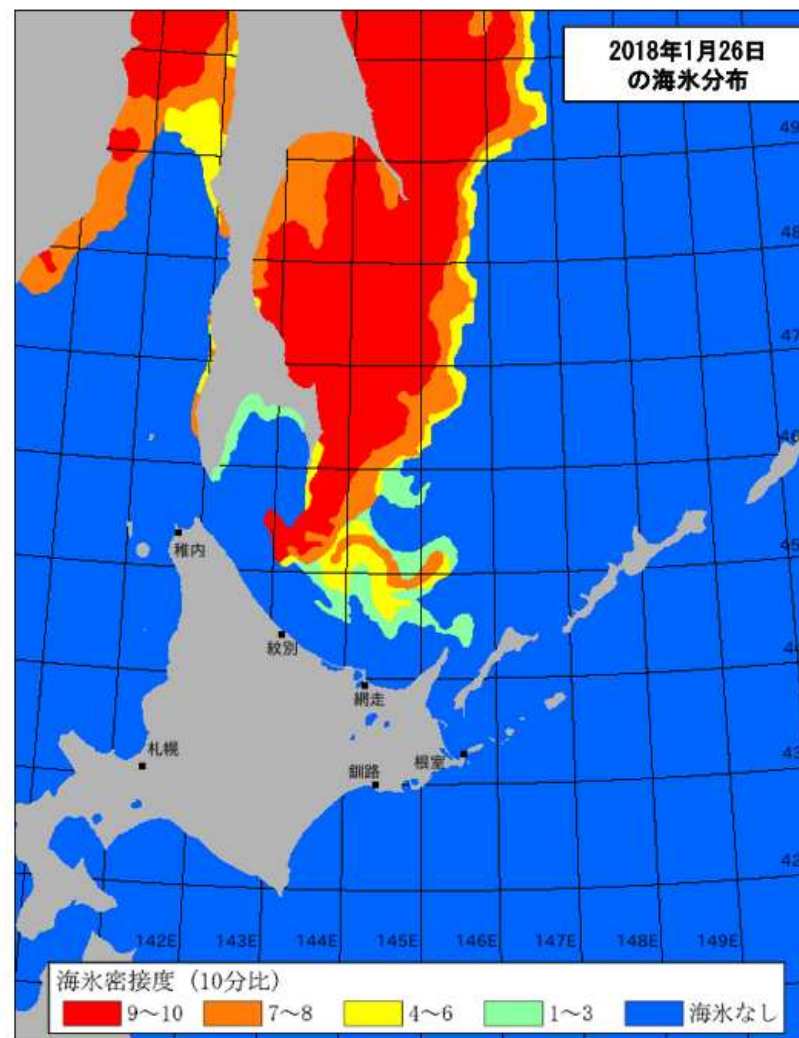 2018年1月26日
の海氷分布
49
48
47
46
45
稚内
44
紋別
網走
札幌
釧路
根室
43
42
142E
143E
144E
145E
146E
147E
148E
149E
海氷密接度 (10分比)
9～10
7～8
4～6
1～3
海氷なし